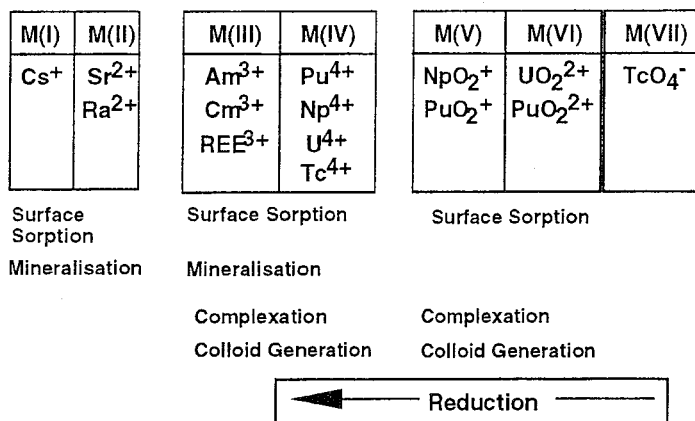 M(I) M(II) M(III) M(IV) M(V) M(VI) M(VII)
Cs+ Sr2+ Am3+ Pu4+ NpO2+ UO22+ TcO4-
Ra2+ Cm3+ Np4+ PuO2+ PuO22+
REE3+ U4+
Tc4+
Surface Surface Sorption Surface Sorption
Sorption
Mineralisation Mineralisation
Complexation Complexation
Colloid Generation Colloid Generation
Reduction